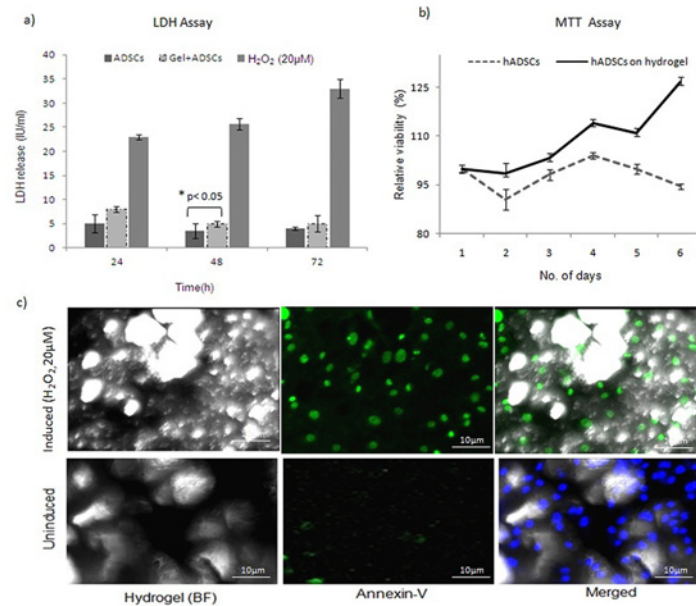 a)
LDH Assay
ADSCs
Gel+ADSCs
H₂O₂ (20µM)
LDH release (IU/ml)
40
35
30
25
20
15
10
5
0
* p< 0.05
24
48
72
Time(h)
b)
MTT Assay
hADSCs
hADSCs on hydrogel
Relative viability (%)
125
110
95
80
1
2
3
4
5
6
No. of days
c)
Induced (H₂O₂,20µM)
10µm
10µm
Uninduced
10µm
10µm
10µm
Hydrogel (BF)
Annexin-V
Merged